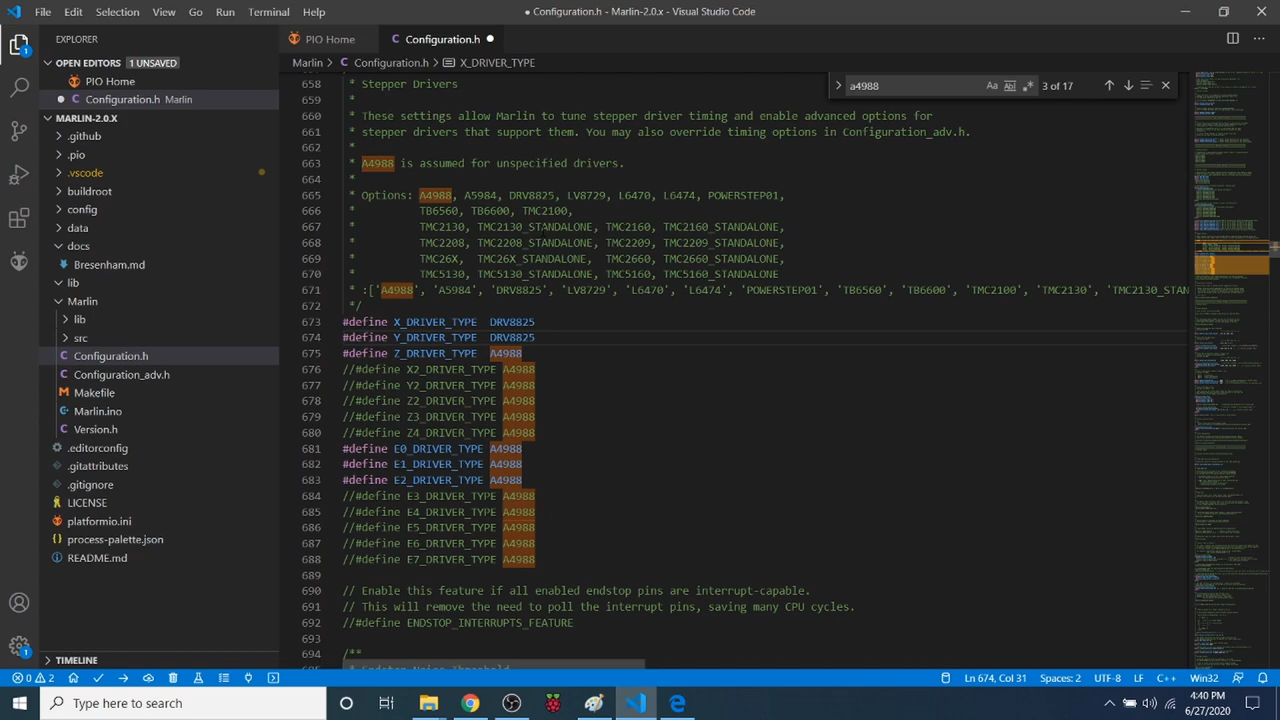 File Edit Selection View Go Run Terminal Help
● Configuration.h - Marlin-2.0.x - Visual Studio Code
EXPLORER
PIO Home
Configuration.h ●
OPEN EDITORS 1 UNSAVED
PIO Home
● Configuration.h Marlin
MARLIN-2.0.X
.github
.pio
.vscode
buildroot
config
data
docs
lib
Marlin
lib
src
Configuration.h
Configuration_adv.h
Makefile
Marlin.ino
Version.h
.editorconfig
.gitattributes
.gitignore
LICENSE
platformio.ini
process-palette.json
README.md
TIMELINE
Marlin > Configuration.h > X_DRIVER_TYPE
a4988 3 of 17
658 * Stepper Drivers
659 *
660 * These settings allow Marlin to tune stepper driver timing and enable advanced options for
661 * stepper drivers that support them. You may also override timing options in Configuration_adv.h.
662 *
663 * A4988 is assumed for unspecified drivers.
664 *
665 * Options: A4988, A5984, DRV8825, LV8729, L6470, L6474, POWERSTEP01,
666 * TB6560, TB6600, TMC2100,
667 * TMC2130, TMC2130_STANDALONE, TMC2160, TMC2160_STANDALONE,
668 * TMC2208, TMC2208_STANDALONE, TMC2209, TMC2209_STANDALONE,
669 * TMC26X, TMC26X_STANDALONE, TMC2660, TMC2660_STANDALONE,
670 * TMC5130, TMC5130_STANDALONE, TMC5160, TMC5160_STANDALONE
671 * :['A4988', 'A5984', 'DRV8825', 'LV8729', 'L6470', 'L6474', 'POWERSTEP01', 'TB6560', 'TB6600', 'TMC2100', 'TMC2130', 'TMC2130_STAN
672 */
673 #define X_DRIVER_TYPE DRV8825
674 #define Y_DRIVER_TYPE DRV8825
675 #define Z_DRIVER_TYPE A4988
676 //#define X2_DRIVER_TYPE A4988
677 //#define Y2_DRIVER_TYPE A4988
678 //#define Z2_DRIVER_TYPE A4988
679 //#define Z3_DRIVER_TYPE A4988
680 //#define Z4_DRIVER_TYPE A4988
681 #define E0_DRIVER_TYPE A4988
682 #define E1_DRIVER_TYPE A4988
683 #define E2_DRIVER_TYPE A4988
684 //#define E3_DRIVER_TYPE A4988
685 //#define E4_DRIVER_TYPE A4988
686 //#define E5_DRIVER_TYPE A4988
687 //#define E6_DRIVER_TYPE A4988
688 //#define E7_DRIVER_TYPE A4988
689
690 // Enable this feature if all enabled endstop pins are interrupt-capable.
691 // This will remove the need to poll the interrupt pins, saving many CPU cycles.
692 //#define ENDSTOP_INTERRUPTS_FEATURE
693
694 /**
695 * Endstop Noise Threshold
0 2
Ln 674, Col 31 Spaces: 2 UTF-8 LF C++ Win32
Type here to search
4:40 PM
6/27/2020